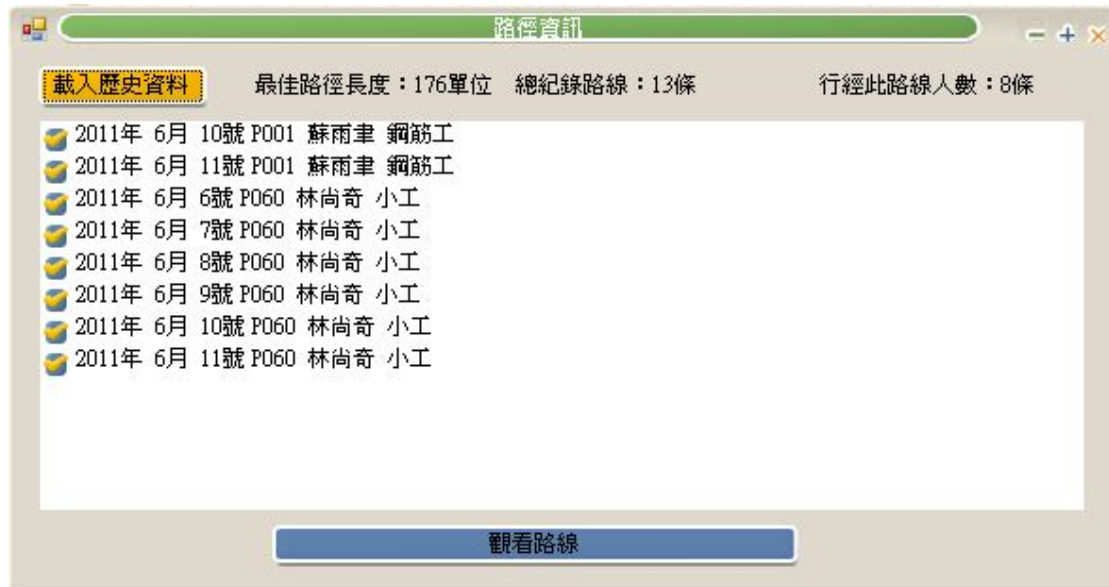 路徑資訊
載入歷史資料 最佳路徑長度：176單位 總紀錄路線：13條 行經此路線人數：8條
2011年 6月 10號 P001 蘇雨聿 鋼筋工
2011年 6月 11號 P001 蘇雨聿 鋼筋工
2011年 6月 6號 P060 林尚奇 小工
2011年 6月 7號 P060 林尚奇 小工
2011年 6月 8號 P060 林尚奇 小工
2011年 6月 9號 P060 林尚奇 小工
2011年 6月 10號 P060 林尚奇 小工
2011年 6月 11號 P060 林尚奇 小工
觀看路線